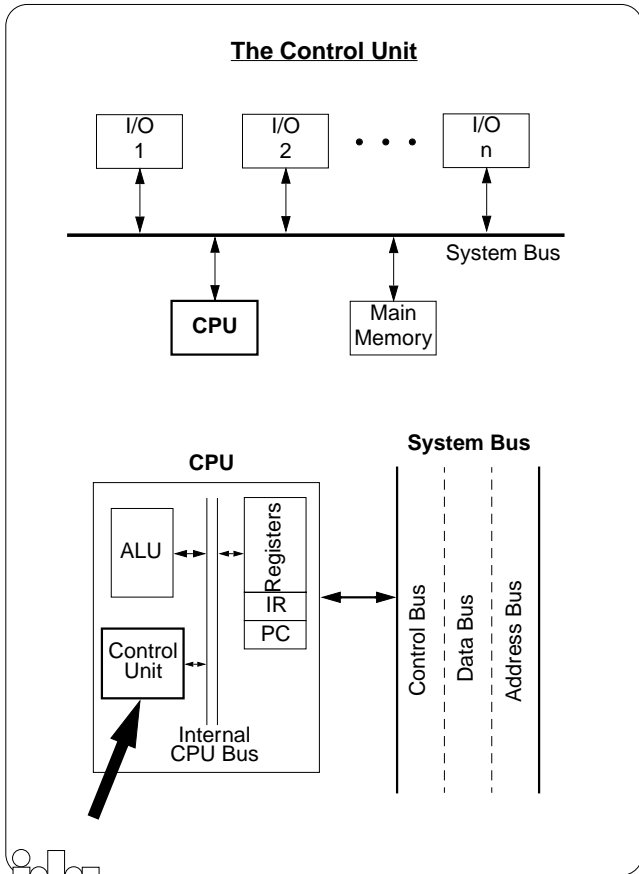 The Control Unit
I/O
1
I/O
2
I/O
n
System Bus
CPU
Main
Memory
System Bus
CPU
ALU
Registers
IR
PC
Control
Unit
Internal
CPU Bus
Control Bus
Data Bus
Address Bus